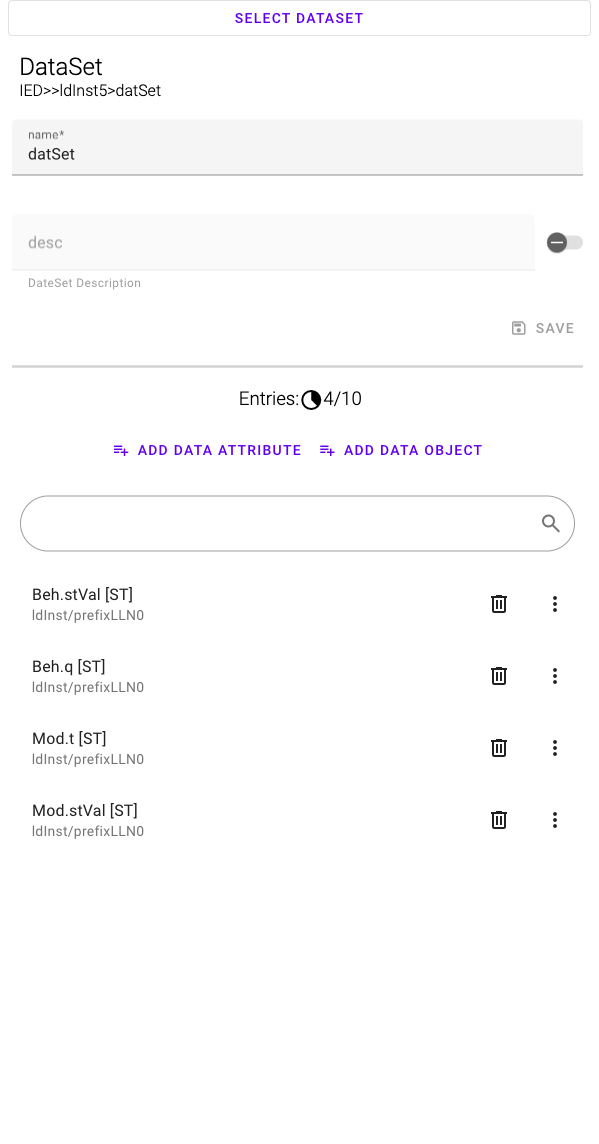 SELECT DATASET
DataSet
IED>>ldInst5>datSet
name*
datSet
desc
DateSet Description
SAVE
Entries: 4/10
ADD DATA ATTRIBUTE ADD DATA OBJECT
Beh.stVal [ST]
ldInst/prefixLLN0
Beh.q [ST]
ldInst/prefixLLN0
Mod.t [ST]
ldInst/prefixLLN0
Mod.stVal [ST]
ldInst/prefixLLN0